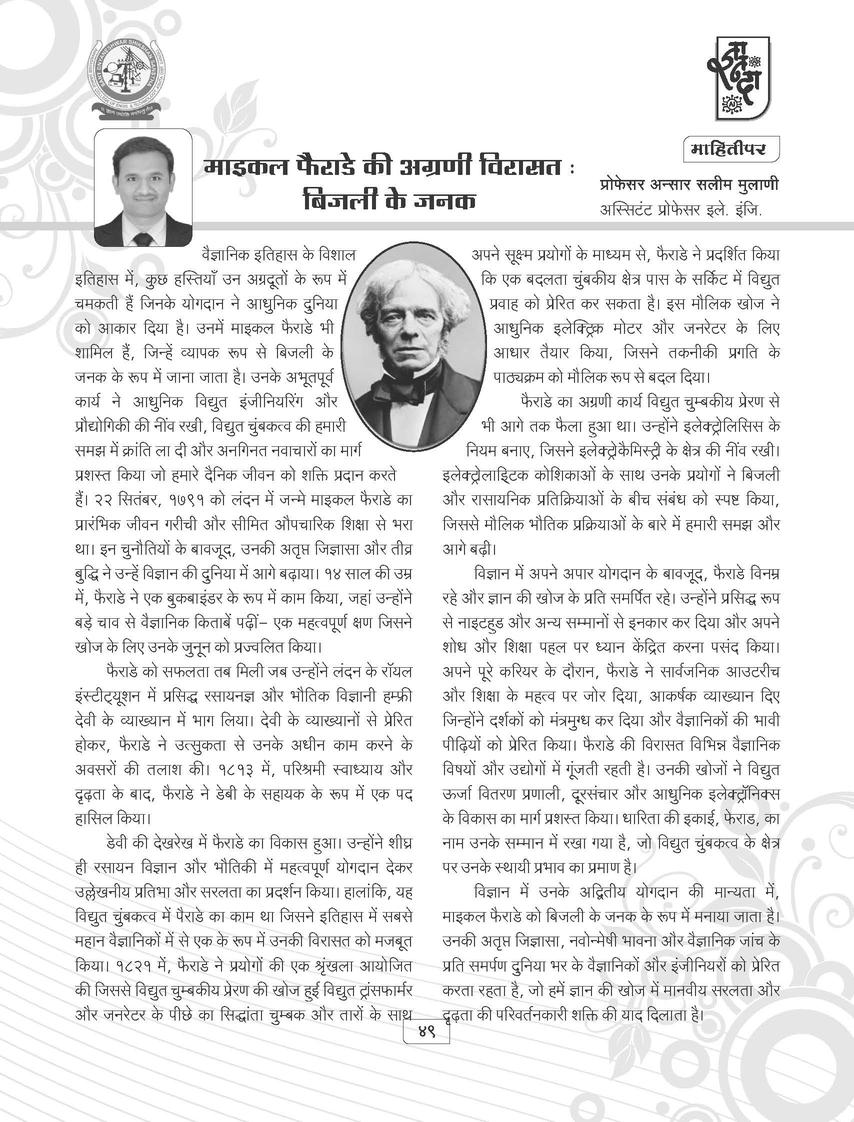 माहितीपर
माइकल फैराडे की अग्रणी विरासत :
बिजली के जनक
प्रोफेसर अन्सार सलीम मुलाणी
अस्सिटंट प्रोफेसर इले. इंजि.
वैज्ञानिक इतिहास के विशाल
इतिहास में, कुछ हस्तियाँ उन अग्रदूतों के रूप में
चमकती हैं जिनके योगदान ने आधुनिक दुनिया
को आकार दिया है। उनमें माइकल फैराडे भी
शामिल हैं, जिन्हें व्यापक रूप से बिजली के
जनक के रूप में जाना जाता है। उनके अभूतपूर्व
कार्य ने आधुनिक विद्युत इंजीनियरिंग और
प्रौद्योगिकी की नींव रखी, विद्युत चुंबकत्व की हमारी
समझ में क्रांति ला दी और अनगिनत नवाचारों का मार्ग
प्रशस्त किया जो हमारे दैनिक जीवन को शक्ति प्रदान करते
हैं। २२ सितंबर, १७९१ को लंदन में जन्मे माइकल फैराडे का
प्रारंभिक जीवन गरीची और सीमित औपचारिक शिक्षा से भरा
था। इन चुनौतियों के बावजूद, उनकी अतृप्त जिज्ञासा और तीव्र
बुद्धि ने उन्हें विज्ञान की दुनिया में आगे बढ़ाया। १४ साल की उम्र
में, फैराडे ने एक बुकबाइंडर के रूप में काम किया, जहां उन्होंने
बड़े चाव से वैज्ञानिक किताबें पढ़ीं– एक महत्वपूर्ण क्षण जिसने
खोज के लिए उनके जुनून को प्रज्वलित किया।
फैराडे को सफलता तब मिली जब उन्होंने लंदन के रॉयल
इंस्टीट्यूशन में प्रसिद्ध रसायनज्ञ और भौतिक विज्ञानी हम्फ्री
देवी के व्याख्यान में भाग लिया। देवी के व्याख्यानों से प्रेरित
होकर, फैराडे ने उत्सुकता से उनके अधीन काम करने के
अवसरों की तलाश की। १८१३ में, परिश्रमी स्वाध्याय और
दृढ़ता के बाद, फैराडे ने डेबी के सहायक के रूप में एक पद
हासिल किया।
डेवी की देखरेख में फैराडे का विकास हुआ। उन्होंने शीघ्र
ही रसायन विज्ञान और भौतिकी में महत्वपूर्ण योगदान देकर
उल्लेखनीय प्रतिभा और सरलता का प्रदर्शन किया। हालांकि, यह
विद्युत चुंबकत्व में पैराडे का काम था जिसने इतिहास में सबसे
महान वैज्ञानिकों में से एक के रूप में उनकी विरासत को मजबूत
किया। १८२१ में, फैराडे ने प्रयोगों की एक श्रृंखला आयोजित
की जिससे विद्युत चुम्बकीय प्रेरण की खोज हुई विद्युत ट्रांसफार्मर
और जनरेटर के पीछे का सिद्धांता चुम्बक और तारों के साथ
अपने सूक्ष्म प्रयोगों के माध्यम से, फैराडे ने प्रदर्शित किया
कि एक बदलता चुंबकीय क्षेत्र पास के सर्किट में विद्युत
प्रवाह को प्रेरित कर सकता है। इस मौलिक खोज ने
आधुनिक इलेक्ट्रिक मोटर और जनरेटर के लिए
आधार तैयार किया, जिसने तकनीकी प्रगति के
पाठ्यक्रम को मौलिक रूप से बदल दिया।
फैराडे का अग्रणी कार्य विद्युत चुम्बकीय प्रेरण से
भी आगे तक फैला हुआ था। उन्होंने इलेक्ट्रोलिसिस के
नियम बनाए, जिसने इलेक्ट्रोकैमिस्ट्री के क्षेत्र की नींव रखी।
इलेक्ट्रोलाइटिक कोशिकाओं के साथ उनके प्रयोगों ने बिजली
और रासायनिक प्रतिक्रियाओं के बीच संबंध को स्पष्ट किया,
जिससे मौलिक भौतिक प्रक्रियाओं के बारे में हमारी समझ और
आगे बढ़ी।
विज्ञान में अपने अपार योगदान के बावजूद, फैराडे विनम्र
रहे और ज्ञान की खोज के प्रति समर्पित रहे। उन्होंने प्रसिद्ध रूप
से नाइटहुड और अन्य सम्मानों से इनकार कर दिया और अपने
शोध और शिक्षा पहल पर ध्यान केंद्रित करना पसंद किया।
अपने पूरे करियर के दौरान, फैराडे ने सार्वजनिक आउटरीच
और शिक्षा के महत्व पर जोर दिया, आकर्षक व्याख्यान दिए
जिन्होंने दर्शकों को मंत्रमुग्ध कर दिया और वैज्ञानिकों की भावी
पीढ़ियों को प्रेरित किया। फैराडे की विरासत विभिन्न वैज्ञानिक
विषयों और उद्योगों में गूंजती रहती है। उनकी खोजों ने विद्युत
ऊर्जा वितरण प्रणाली, दूरसंचार और आधुनिक इलेक्ट्रॉनिक्स
के विकास का मार्ग प्रशस्त किया। धारिता की इकाई, फेराड, का
नाम उनके सम्मान में रखा गया है, जो विद्युत चुंबकत्व के क्षेत्र
पर उनके स्थायी प्रभाव का प्रमाण है।
विज्ञान में उनके अद्वितीय योगदान की मान्यता में,
माइकल फैराडे को बिजली के जनक के रूप में मनाया जाता है।
उनकी अतृप्त जिज्ञासा, नवोन्मेषी भावना और वैज्ञानिक जांच के
प्रति समर्पण दुनिया भर के वैज्ञानिकों और इंजीनियरों को प्रेरित
करता रहता है, जो हमें ज्ञान की खोज में मानवीय सरलता और
दृढ़ता की परिवर्तनकारी शक्ति की याद दिलाता है।
४९